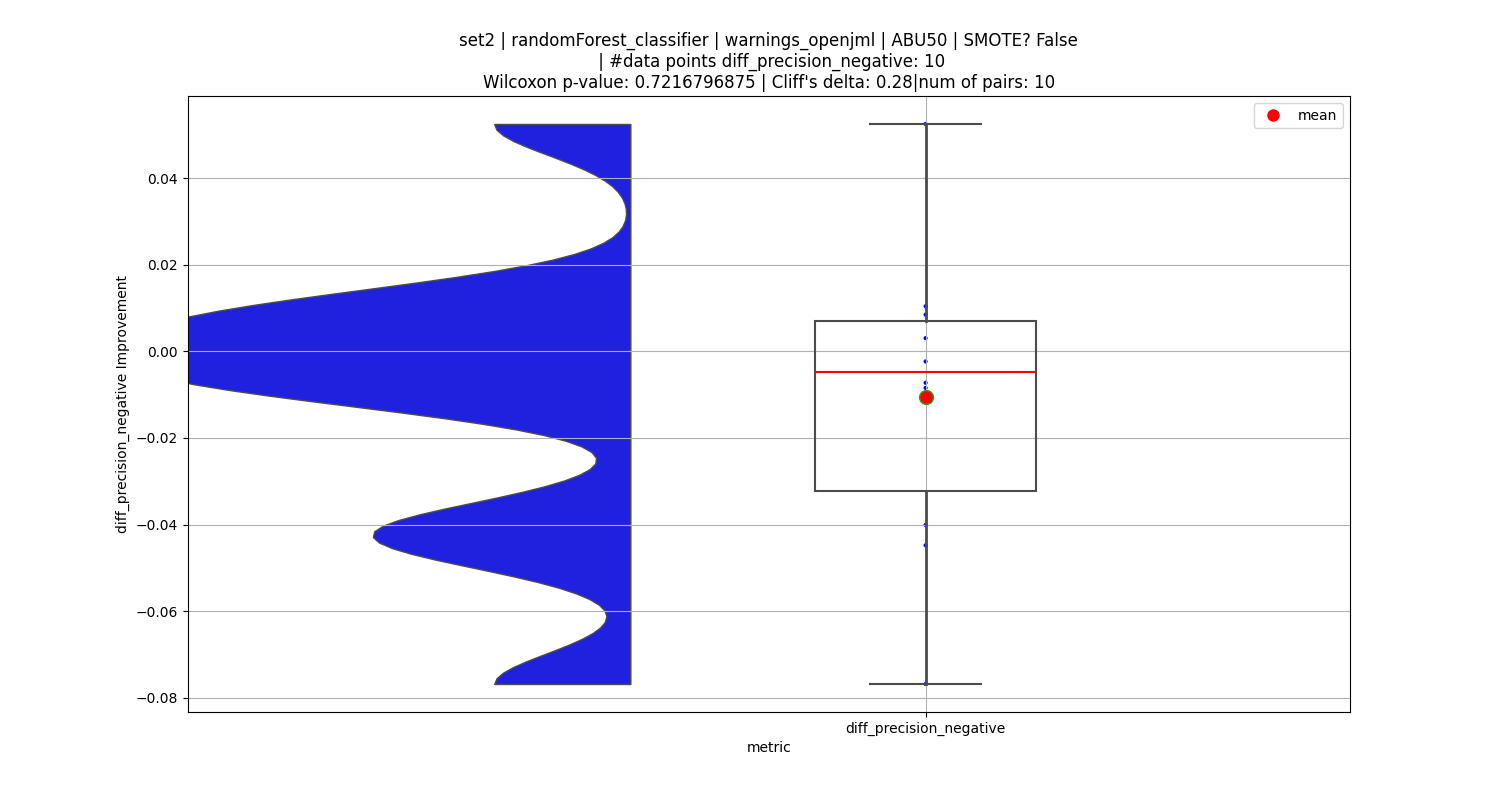 set2 | randomForest_classifier | warnings_openjml | ABU50 | SMOTE? False
| #data points diff_precision_negative: 10
Wilcoxon p-value: 0.7216796875 | Cliff's delta: 0.28|num of pairs: 10
mean
0.04
0.02
0.00
−0.02
−0.04
−0.06
−0.08
diff_precision_negative Improvement
diff_precision_negative
metric